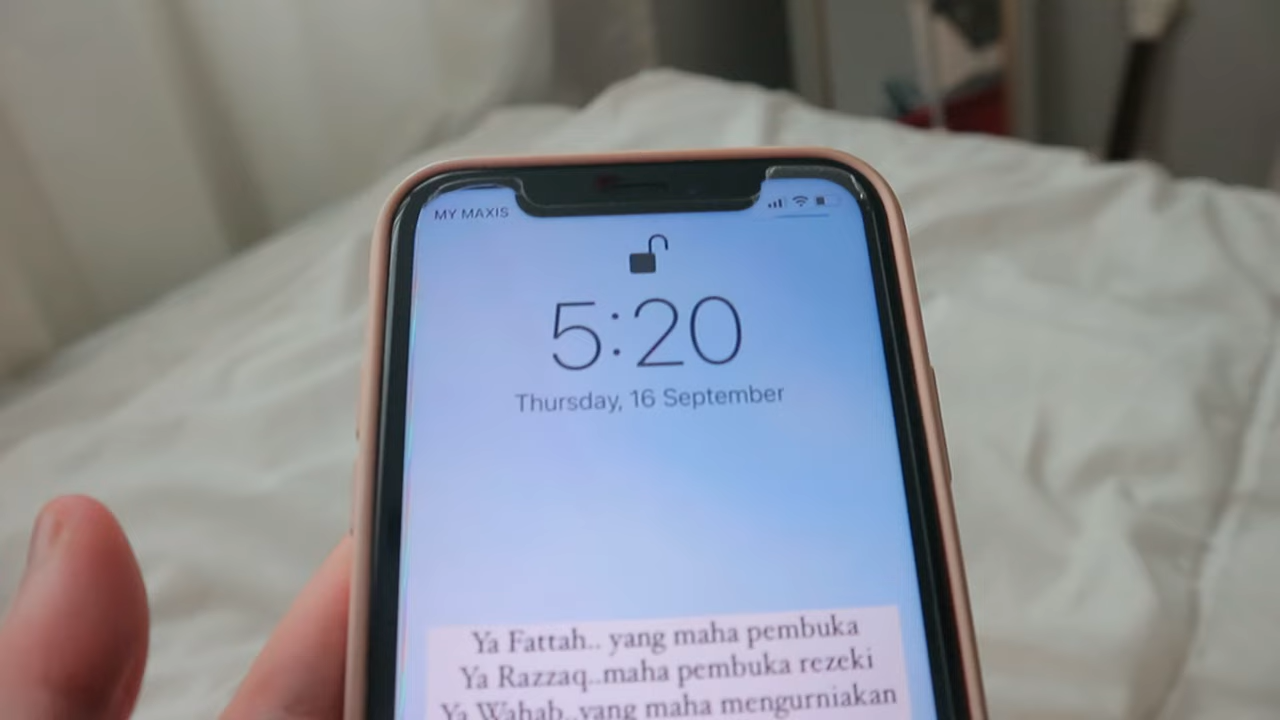 MY MAXIS
5:20
Thursday, 16 September
Ya Fattah.. yang maha pembuka
Ya Razzaq..maha pembuka rezeki
Ya Wahab..yang maha mengurniakan